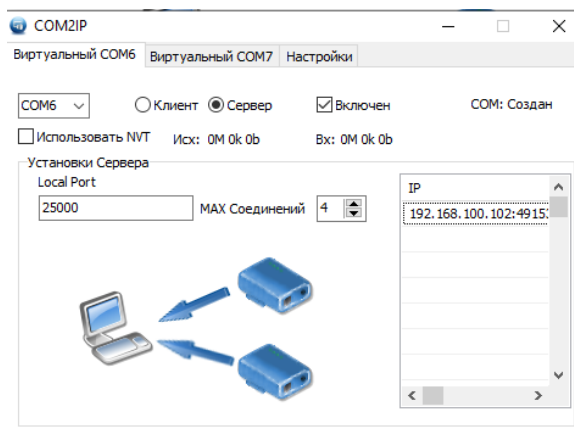 COM2IP
Виртуальный COM6 Виртуальный COM7 Настройки
COM6 Клиент Сервер Включен COM: Создан
Использовать NVT Исх: 0M 0k 0b Вх: 0M 0k 0b
Установки Сервера
Local Port
25000 MAX Соединений 4
IP
192.168.100.102:4915